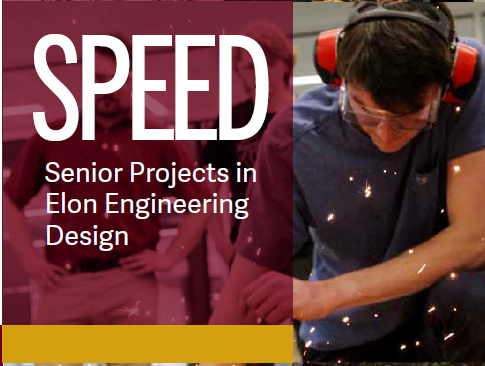 SPEED
Senior Projects in
Elon Engineering
Design